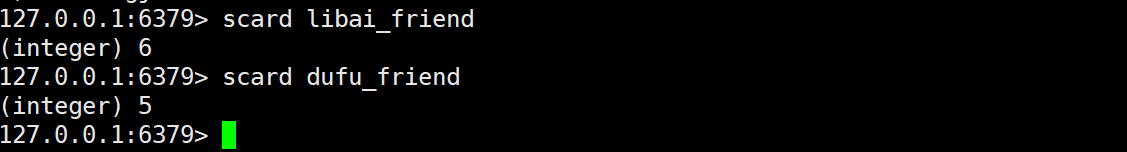 127.0.0.1:6379> scard libai_friend
(integer) 6
127.0.0.1:6379> scard dufu_friend
(integer) 5
127.0.0.1:6379>